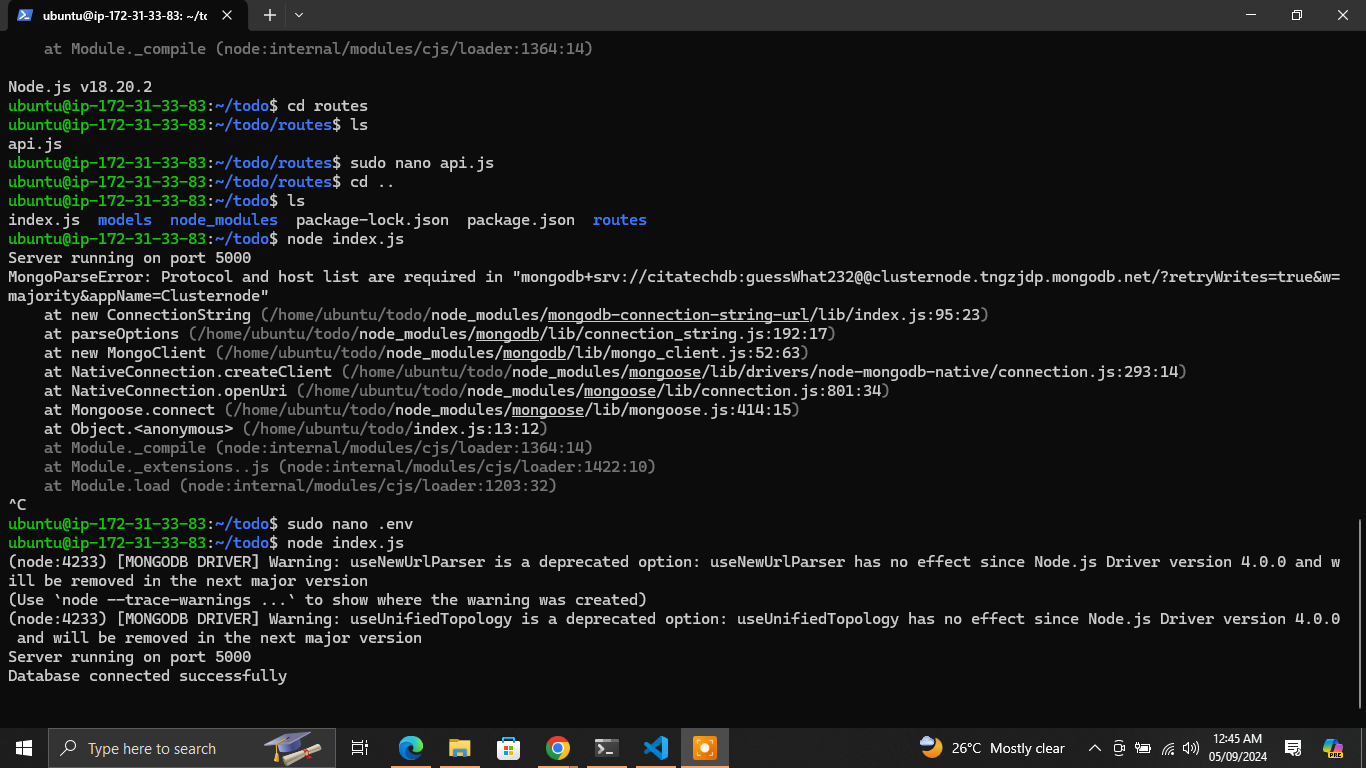 ubuntu@ip-172-31-33-83: ~/to
at Module._compile (node:internal/modules/cjs/loader:1364:14)
Node.js v18.20.2
ubuntu@ip-172-31-33-83:~/todo$ cd routes
ubuntu@ip-172-31-33-83:~/todo/routes$ ls
api.js
ubuntu@ip-172-31-33-83:~/todo/routes$ sudo nano api.js
ubuntu@ip-172-31-33-83:~/todo/routes$ cd ..
ubuntu@ip-172-31-33-83:~/todo$ ls
index.js  models  node_modules  package-lock.json  package.json  routes
ubuntu@ip-172-31-33-83:~/todo$ node index.js
Server running on port 5000
MongoParseError: Protocol and host list are required in "mongodb+srv://citatechdb:guessWhat232@@clusternode.tngzjdp.mongodb.net/?retryWrites=true&w=
majority&appName=Clusternode"
at new ConnectionString (/home/ubuntu/todo/node_modules/mongodb-connection-string-url/lib/index.js:95:23)
at parseOptions (/home/ubuntu/todo/node_modules/mongodb/lib/connection_string.js:192:17)
at new MongoClient (/home/ubuntu/todo/node_modules/mongodb/lib/mongo_client.js:52:63)
at NativeConnection.createClient (/home/ubuntu/todo/node_modules/mongoose/lib/drivers/node-mongodb-native/connection.js:293:14)
at NativeConnection.openUri (/home/ubuntu/todo/node_modules/mongoose/lib/connection.js:801:34)
at Mongoose.connect (/home/ubuntu/todo/node_modules/mongoose/lib/mongoose.js:414:15)
at Object.<anonymous> (/home/ubuntu/todo/index.js:13:12)
at Module._compile (node:internal/modules/cjs/loader:1364:14)
at Module._extensions..js (node:internal/modules/cjs/loader:1422:10)
at Module.load (node:internal/modules/cjs/loader:1203:32)
^C
ubuntu@ip-172-31-33-83:~/todo$ sudo nano .env
ubuntu@ip-172-31-33-83:~/todo$ node index.js
(node:4233) [MONGODB DRIVER] Warning: useNewUrlParser is a deprecated option: useNewUrlParser has no effect since Node.js Driver version 4.0.0 and w
ill be removed in the next major version
(Use `node --trace-warnings ...` to show where the warning was created)
(node:4233) [MONGODB DRIVER] Warning: useUnifiedTopology is a deprecated option: useUnifiedTopology has no effect since Node.js Driver version 4.0.0
and will be removed in the next major version
Server running on port 5000
Database connected successfully
Type here to search
26°C Mostly clear
12:45 AM
05/09/2024
PRE